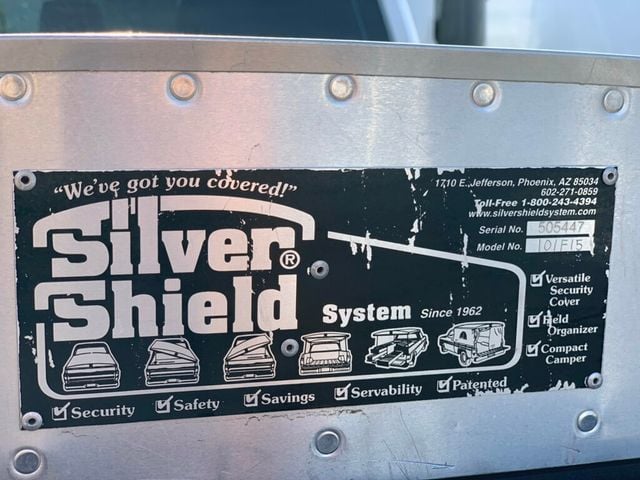 "We've got you covered!"
1710 E. Jefferson, Phoenix, AZ 85034
602-271-0859
Toll-Free 1-800-243-4394
www.silvershieldsystem.com
Serial No. 505447
Model No. 101F15
Silver
Shield®
System Since 1962
Versatile
Security
Cover
Field
Organizer
Compact
Camper
Security Safety Savings Servability Patented